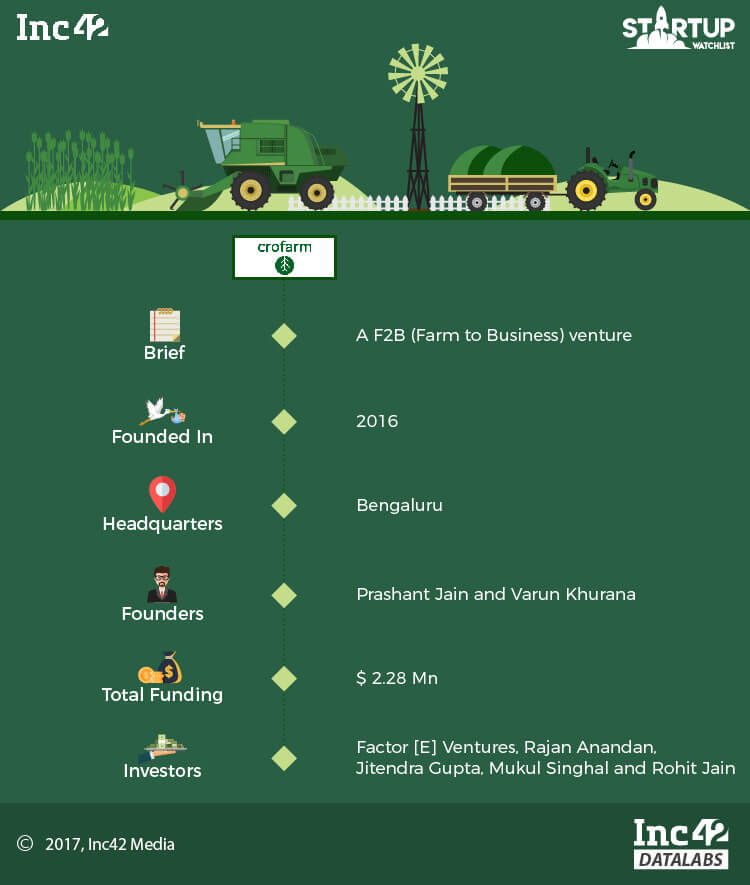 Inc42
STARTUP
WATCHLIST
crofarm
Brief
A F2B (Farm to Business) venture
Founded In
2016
Headquarters
Bengaluru
Founders
Prashant Jain and Varun Khurana
Total Funding
$ 2.28 Mn
Investors
Factor [E] Ventures, Rajan Anandan,
Jitendra Gupta, Mukul Singhal and Rohit Jain
© 2017, Inc42 Media
Inc42
DATALABS